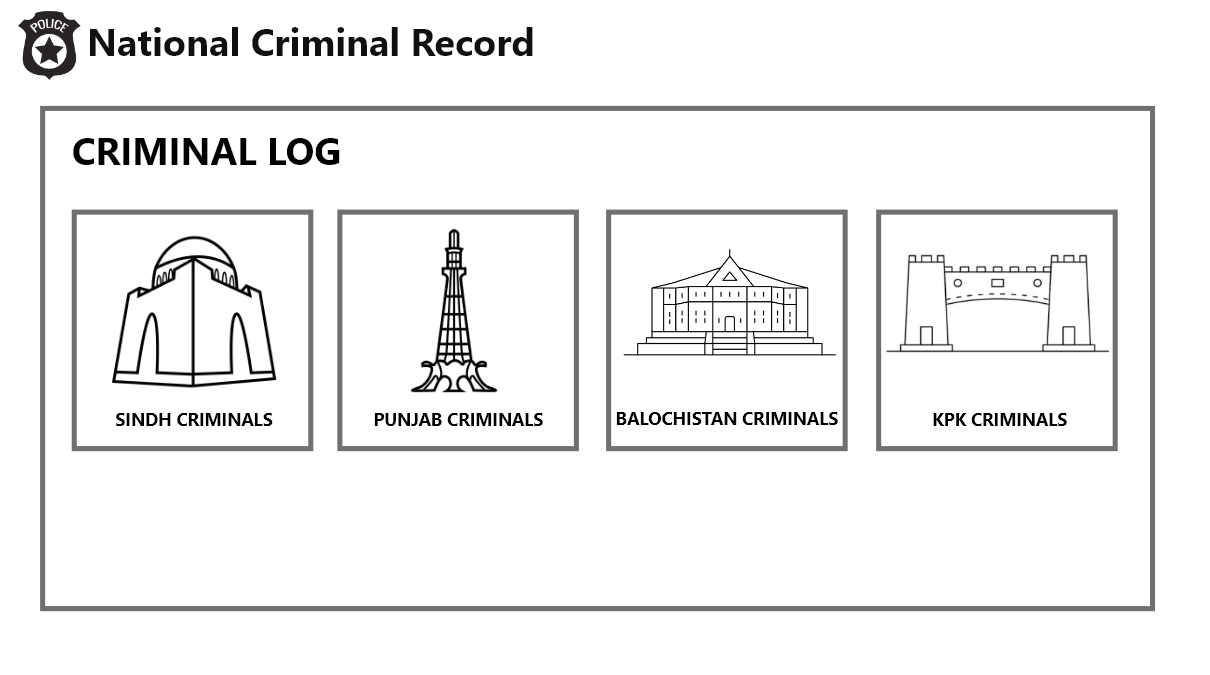 POLICE
National Criminal Record
CRIMINAL LOG
SINDH CRIMINALS
PUNJAB CRIMINALS
BALOCHISTAN CRIMINALS
KPK CRIMINALS